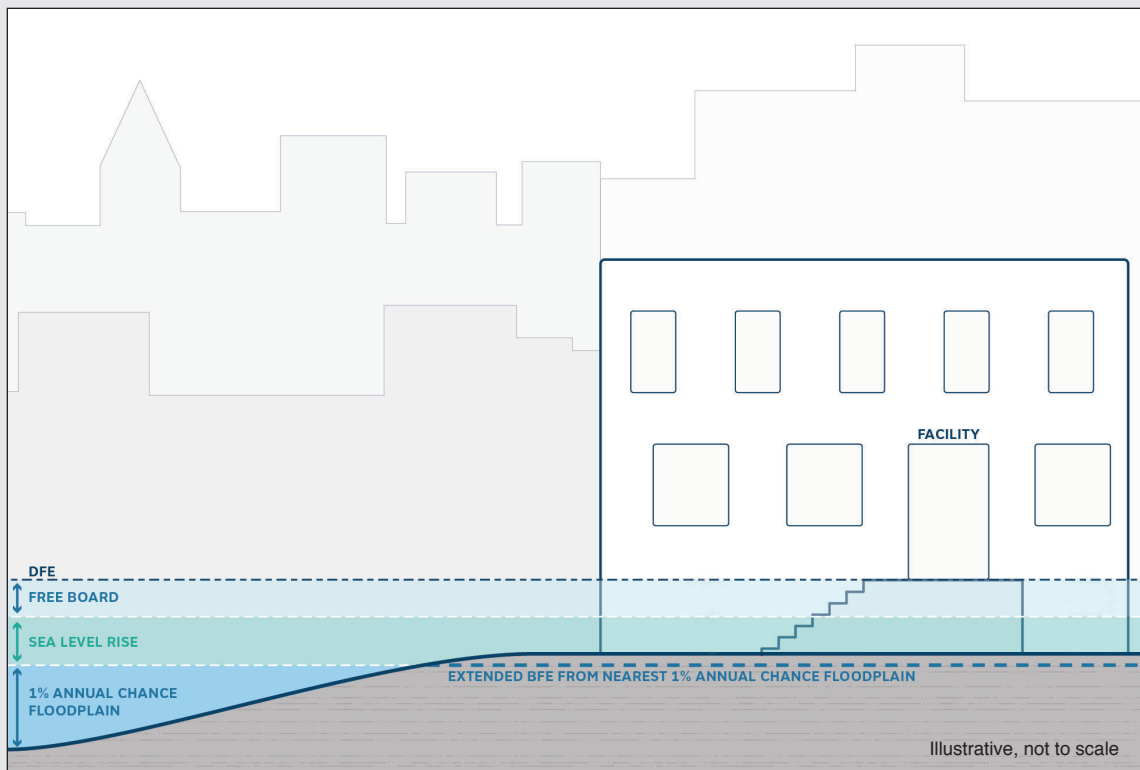 FACILITY
DFE
FREE BOARD
SEA LEVEL RISE
1% ANNUAL CHANCE
FLOODPLAIN
EXTENDED BFE FROM NEAREST 1% ANNUAL CHANCE FLOODPLAIN
Illustrative, not to scale